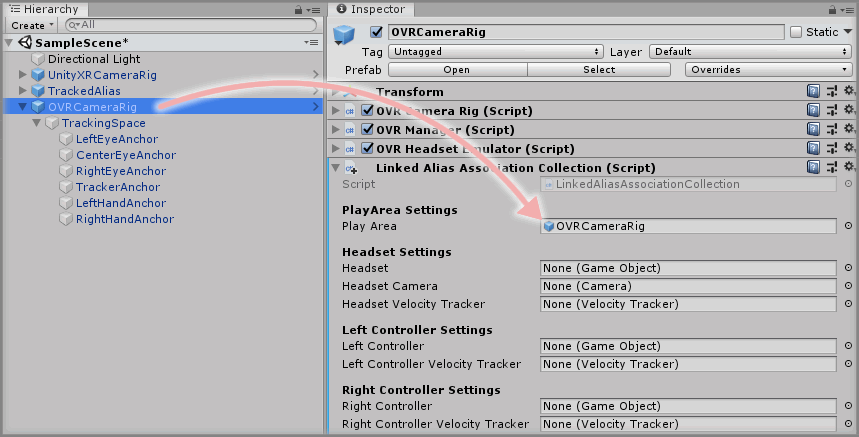 Hierarchy
Create
All
SampleScene*
Directional Light
UnityXRCameraRig
TrackedAlias
OVRCameraRig
TrackingSpace
LeftEyeAnchor
CenterEyeAnchor
RightEyeAnchor
TrackerAnchor
LeftHandAnchor
RightHandAnchor
Inspector
OVRCameraRig Static
Tag Untagged Layer Default
Prefab Open Select Overrides
Transform
OVR Camera Rig (Script)
OVR Manager (Script)
OVR Headset Emulator (Script)
Linked Alias Association Collection (Script)
Script LinkedAliasAssociationCollection
PlayArea Settings
Play Area OVRCameraRig
Headset Settings
Headset None (Game Object)
Headset Camera None (Camera)
Headset Velocity Tracker None (Velocity Tracker)
Left Controller Settings
Left Controller None (Game Object)
Left Controller Velocity Tracker None (Velocity Tracker)
Right Controller Settings
Right Controller None (Game Object)
Right Controller Velocity Tracker None (Velocity Tracker)